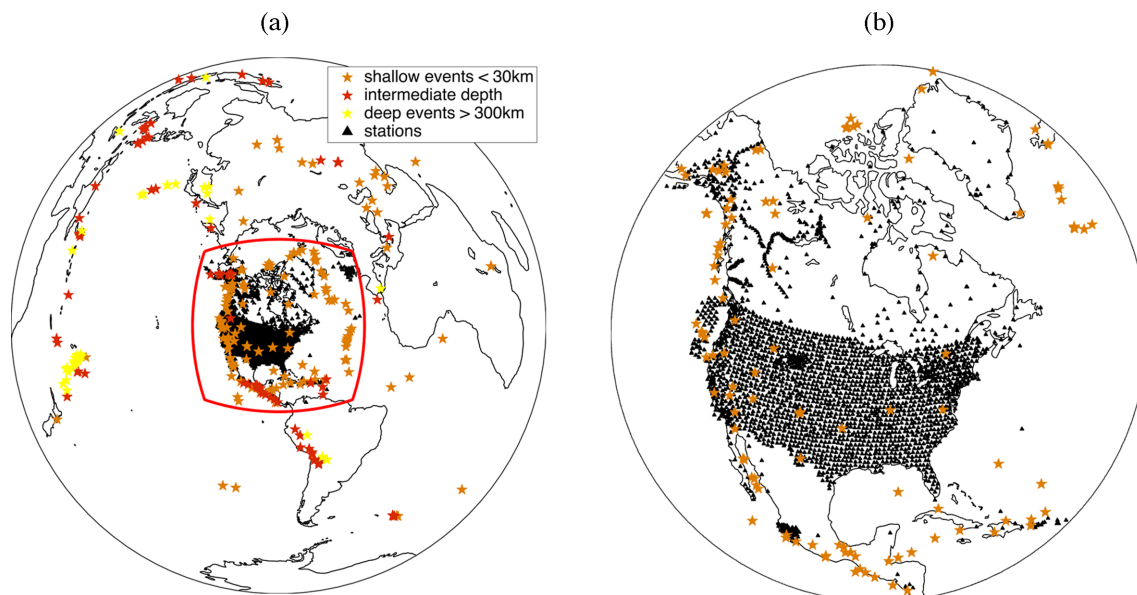 (a)
(b)
shallow events < 30km
intermediate depth
deep events > 300km
stations